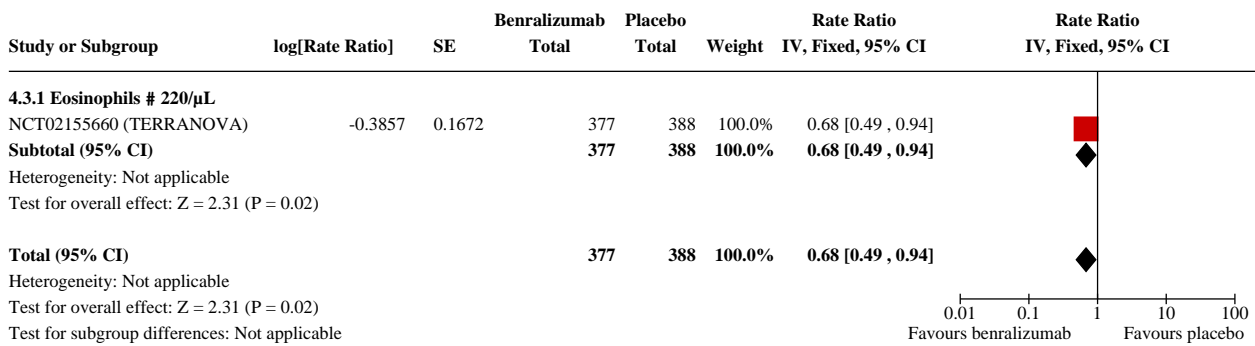 Benralizumab Placebo Rate Ratio Rate Ratio
Study or Subgroup log[Rate Ratio] SE Total Total Weight IV, Fixed, 95% CI IV, Fixed, 95% CI
4.3.1 Eosinophils # 220/µL
NCT02155660 (TERRANOVA) -0.3857 0.1672 377 388 100.0% 0.68 [0.49 , 0.94]
Subtotal (95% CI) 377 388 100.0% 0.68 [0.49 , 0.94]
Heterogeneity: Not applicable
Test for overall effect: Z = 2.31 (P = 0.02)
Total (95% CI) 377 388 100.0% 0.68 [0.49 , 0.94]
Heterogeneity: Not applicable
Test for overall effect: Z = 2.31 (P = 0.02)
Test for subgroup differences: Not applicable
0.01 0.1 1 10 100
Favours benralizumab Favours placebo